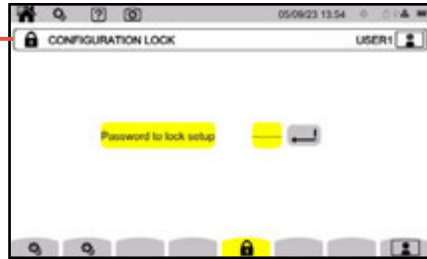 05/09/23 13:54
CONFIGURATION LOCK
USER1
Password to lock setup